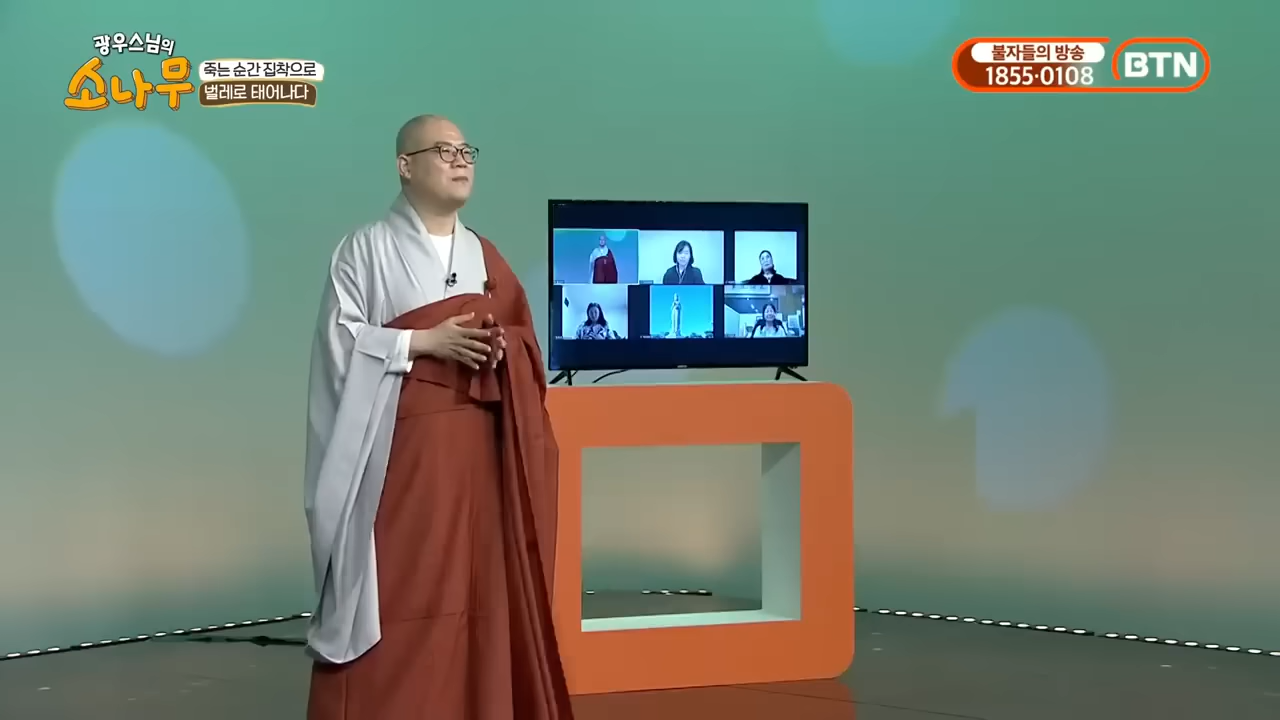 광우스님의
소나무
죽는 순간 집착으로
벌레로 태어나다
불자들의 방송
1855·0108
BTN